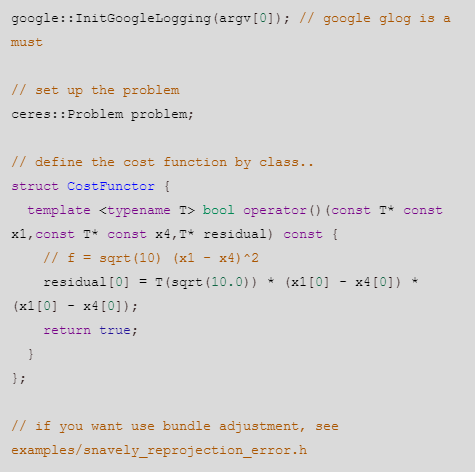 google::InitGoogleLogging(argv[0]); // google glog is a
must
// set up the problem
ceres::Problem problem;
// define the cost function by class..
struct CostFunctor {
  template <typename T> bool operator()(const T* const
x1,const T* const x4,T* residual) const {
    // f = sqrt(10) (x1 - x4)^2
    residual[0] = T(sqrt(10.0)) * (x1[0] - x4[0]) *
(x1[0] - x4[0]);
    return true;
  }
};
// if you want use bundle adjustment, see
examples/snavely_reprojection_error.h